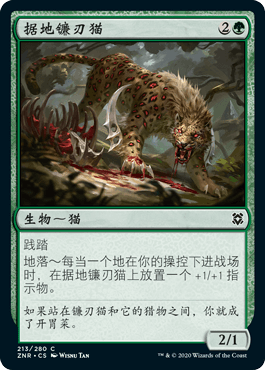 据地镰刃猫 2
生物～猫
践踏
地落～每当一个地在你的操控下进战场
时，在据地镰刃猫上放置一个 +1/+1 指
示物。
如果站在镰刃猫和它的猎物之间，你就成
了开胃菜。
2/1
213/280 C
ZNR • CS WISNU TAN
™ & © 2020 Wizards of the Coast